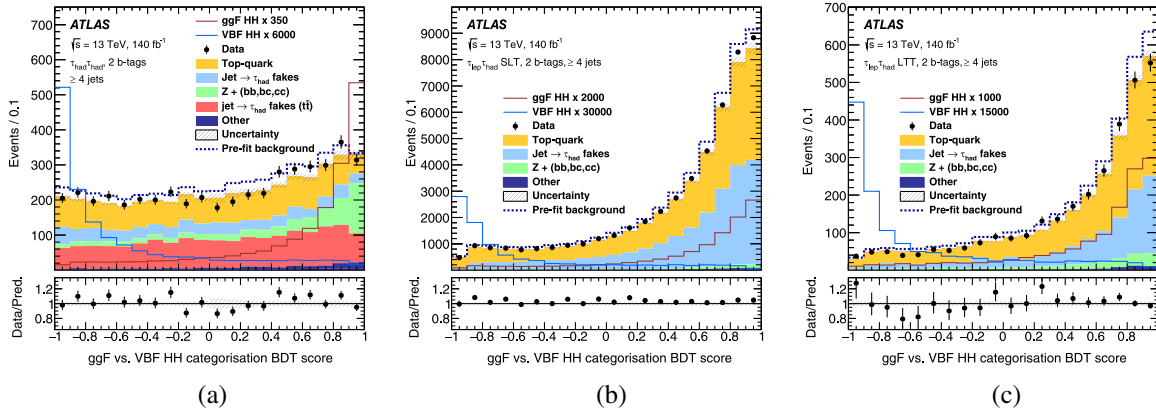 700
600
500
400
300
200
100
Events / 0.1
ATLAS
√s = 13 TeV, 140 fb⁻¹
τhadτhad, 2 b-tags
≥ 4 jets
ggF HH x 350
VBF HH x 6000
Data
Top-quark
Jet → τhad fakes
Z + (bb,bc,cc)
jet → τhad fakes (tt̄)
Other
Uncertainty
Pre-fit background
1.2
1
0.8
Data/Pred.
−1 −0.8 −0.6 −0.4 −0.2 0 0.2 0.4 0.6 0.8 1
ggF vs. VBF HH categorisation BDT score
(a)
9000
8000
7000
6000
5000
4000
3000
2000
1000
Events / 0.1
ATLAS
√s = 13 TeV, 140 fb⁻¹
τlepτhad SLT, 2 b-tags, ≥ 4 jets
ggF HH x 2000
VBF HH x 30000
Data
Top-quark
Jet → τhad fakes
Z + (bb,bc,cc)
Other
Uncertainty
Pre-fit background
1.2
1
0.8
Data/Pred.
−1 −0.8 −0.6 −0.4 −0.2 0 0.2 0.4 0.6 0.8 1
ggF vs. VBF HH categorisation BDT score
(b)
700
600
500
400
300
200
100
Events / 0.1
ATLAS
√s = 13 TeV, 140 fb⁻¹
τlepτhad LTT, 2 b-tags, ≥ 4 jets
ggF HH x 1000
VBF HH x 15000
Data
Top-quark
Jet → τhad fakes
Z + (bb,bc,cc)
Other
Uncertainty
Pre-fit background
1.2
1
0.8
Data/Pred.
−1 −0.8 −0.6 −0.4 −0.2 0 0.2 0.4 0.6 0.8 1
ggF vs. VBF HH categorisation BDT score
(c)